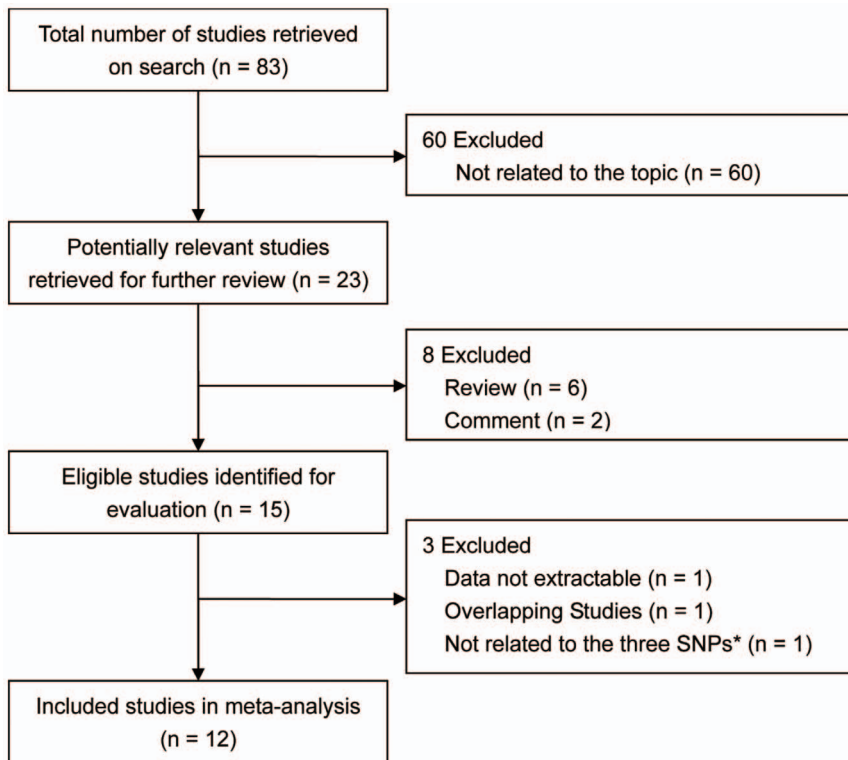 Total number of studies retrieved
on search (n = 83)
60 Excluded
Not related to the topic (n = 60)
Potentially relevant studies
retrieved for further review (n = 23)
8 Excluded
Review (n = 6)
Comment (n = 2)
Eligible studies identified for
evaluation (n = 15)
3 Excluded
Data not extractable (n = 1)
Overlapping Studies (n = 1)
Not related to the three SNPs* (n = 1)
Included studies in meta-analysis
(n = 12)